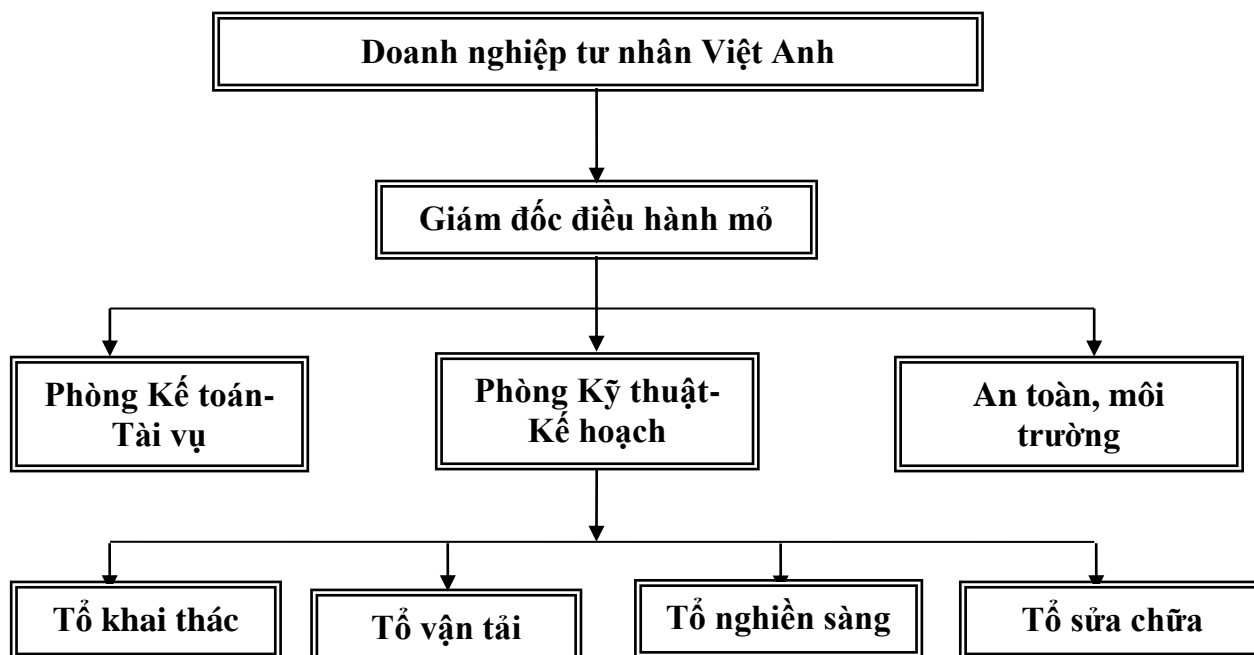 Doanh nghiệp tư nhân Việt Anh
Giám đốc điều hành mỏ
Phòng Kế toán-
Tài vụ
Phòng Kỹ thuật-
Kế hoạch
An toàn, môi
trường
Tổ khai thác
Tổ vận tải
Tổ nghiền sàng
Tổ sửa chữa